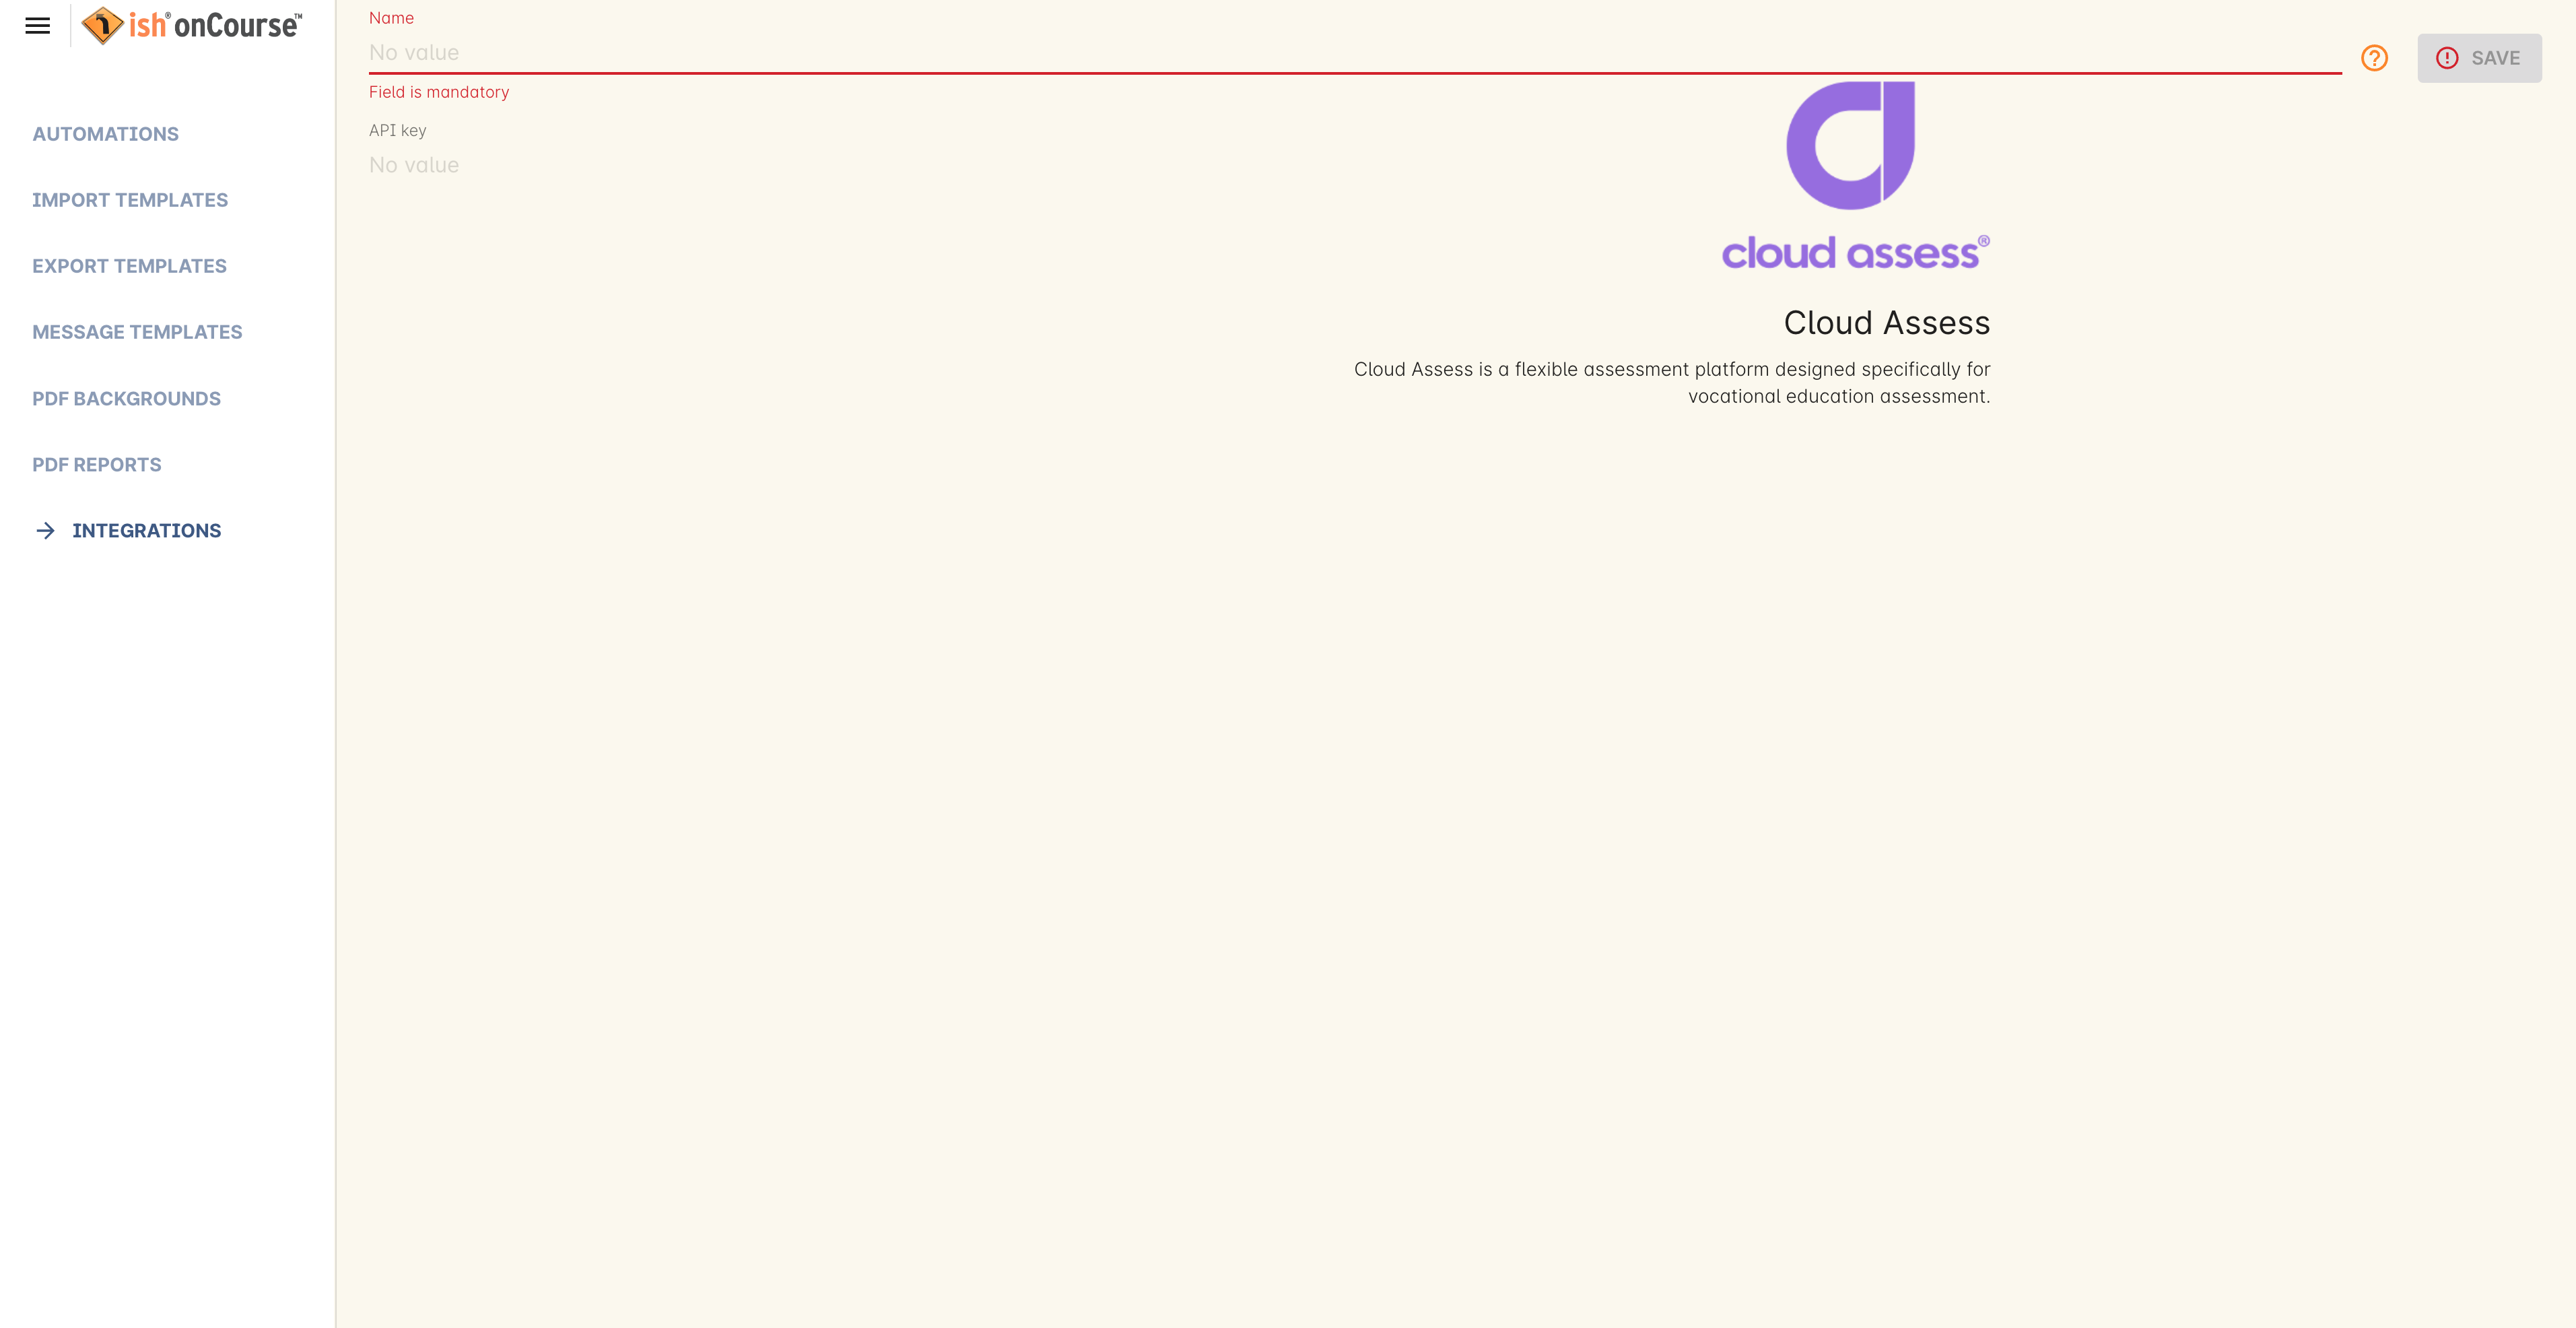 ish® onCourse™
AUTOMATIONS
IMPORT TEMPLATES
EXPORT TEMPLATES
MESSAGE TEMPLATES
PDF BACKGROUNDS
PDF REPORTS
INTEGRATIONS
Name
No value
SAVE
Field is mandatory
API key
No value
cloud assess®
Cloud Assess
Cloud Assess is a flexible assessment platform designed specifically for
vocational education assessment.